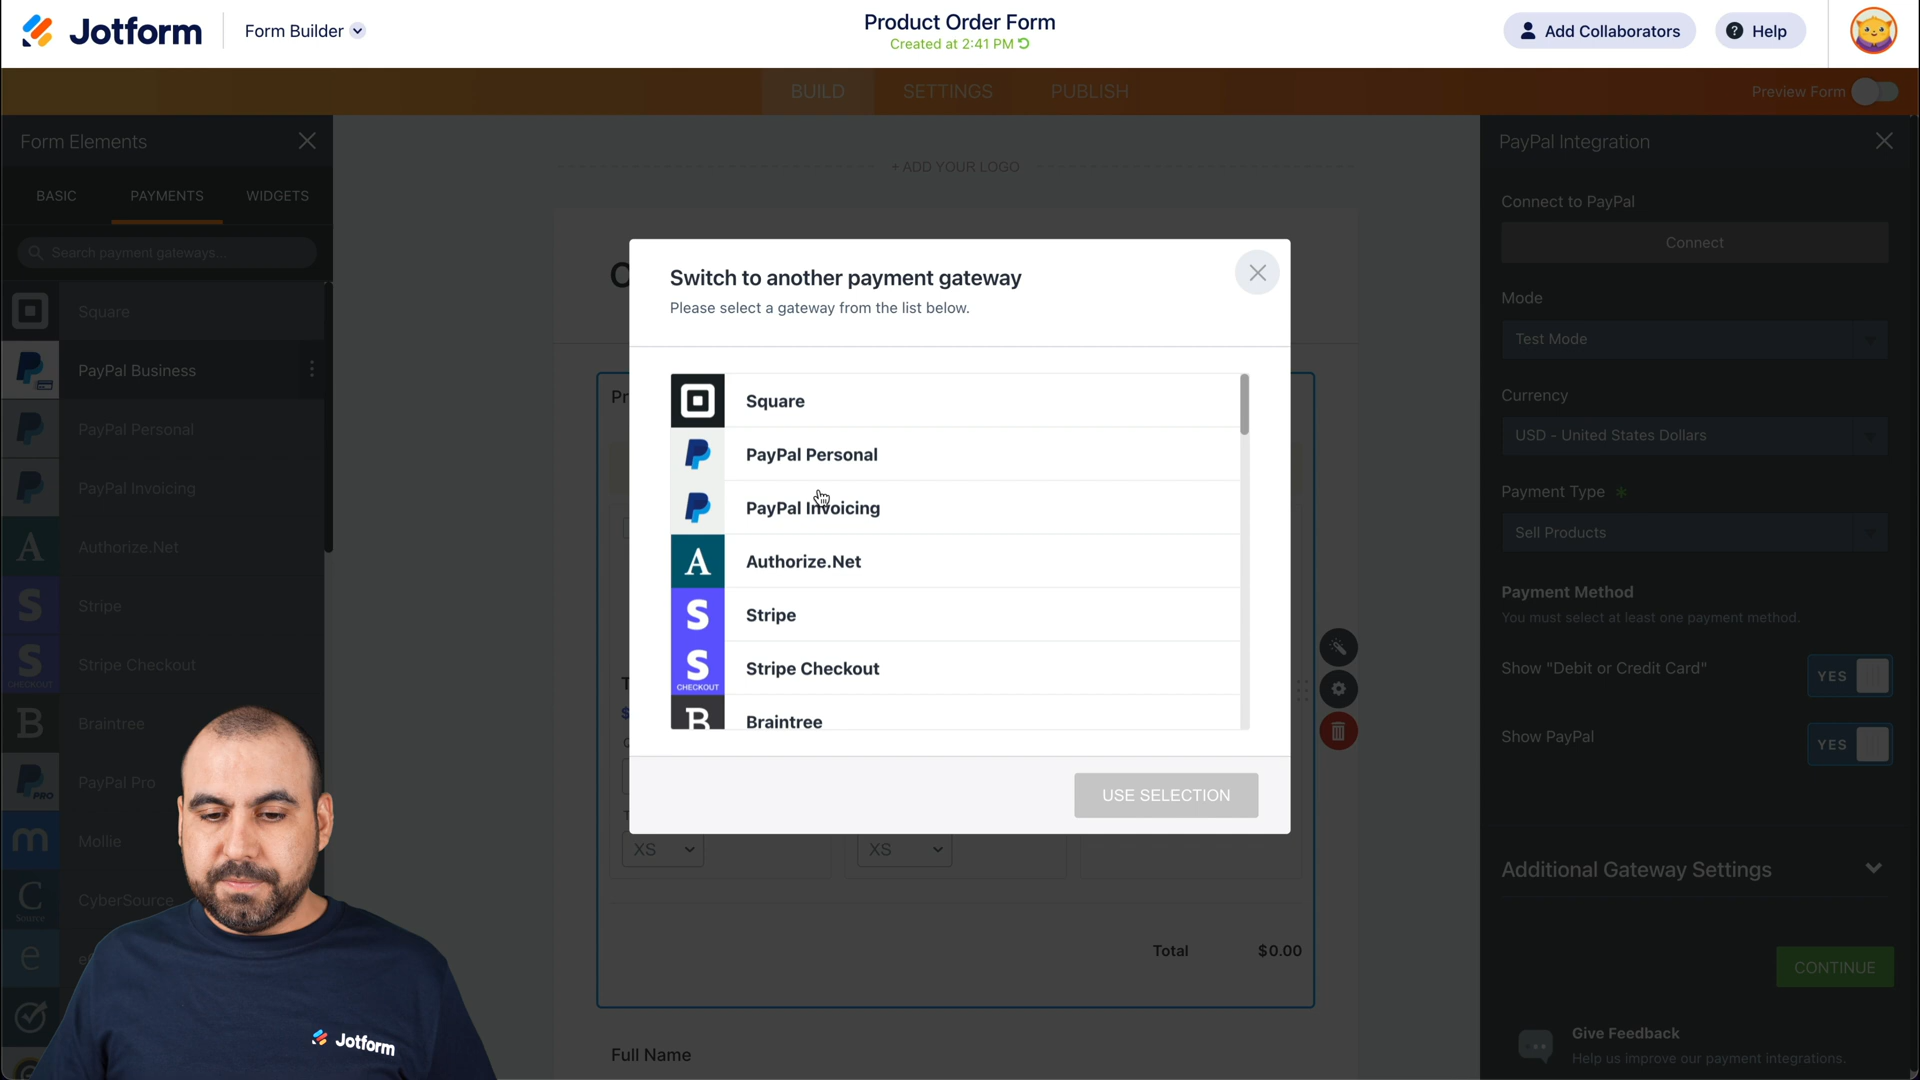 Jotform
Form Builder
Product Order Form
Created at 2:41 PM
Add Collaborators
Help
BUILD
SETTINGS
PUBLISH
Preview Form
Form Elements
BASIC
PAYMENTS
WIDGETS
Search payment gateways...
Square
PayPal Business
PayPal Personal
PayPal Invoicing
Authorize.Net
Stripe
Stripe Checkout
CHECKOUT
Braintree
PayPal Pro
PRO
Mollie
CyberSource
+ ADD YOUR LOGO
Switch to another payment gateway
Please select a gateway from the list below.
Square
PayPal Personal
PayPal Invoicing
Authorize.Net
Stripe
Stripe Checkout
CHECKOUT
Braintree
USE SELECTION
XS
XS
Total
$0.00
Full Name
PayPal Integration
Connect to PayPal
Connect
Mode
Test Mode
Currency
USD - United States Dollars
Payment Type *
Sell Products
Payment Method
You must select at least one payment method.
Show "Debit or Credit Card"
YES
Show PayPal
YES
Additional Gateway Settings
CONTINUE
Give Feedback
Help us improve our payment integrations.
Jotform